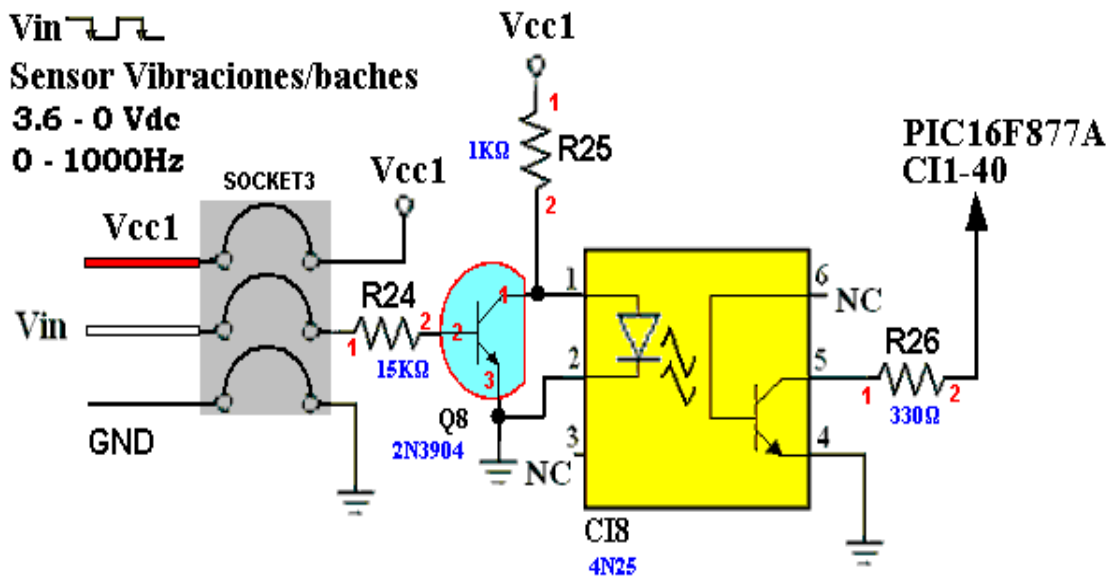 Vin
Sensor Vibraciones/baches
3.6 - 0 Vdc
0 - 1000Hz
SOCKET3
Vcc1
Vcc1
Vin
GND
1
R24
2
15KΩ
Vcc1
1
1KΩ
R25
2
1
2
3
Q8
2N3904
1
2
3
NC
6
NC
5
4
CI8
4N25
R26
1
2
330Ω
PIC16F877A
CI1-40